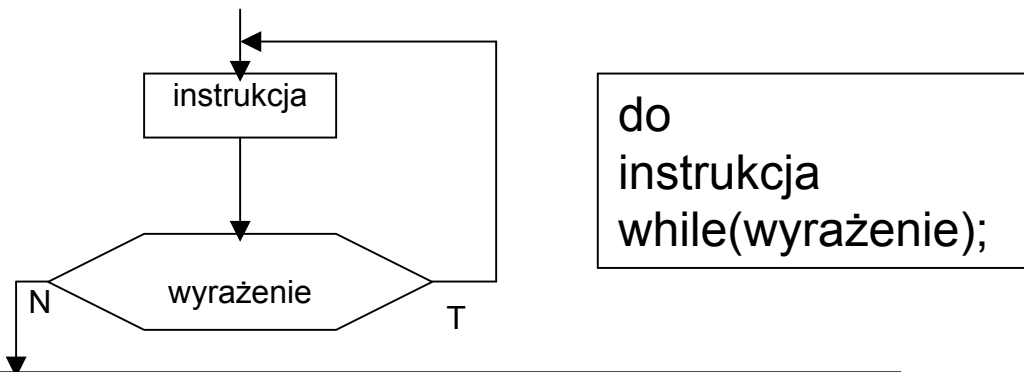 instrukcja
wyrażenie
N
T
do
instrukcja
while(wyrażenie);